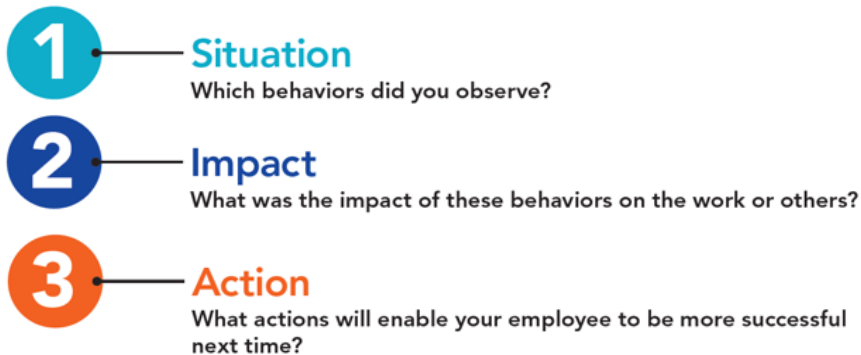 1
Situation
Which behaviors did you observe?
2
Impact
What was the impact of these behaviors on the work or others?
3
Action
What actions will enable your employee to be more successful
next time?